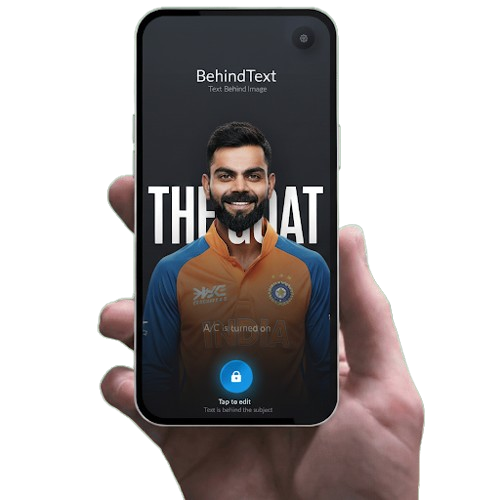 BehindText
Text Behind Image
THE GOAT
INDIA
A/C is turned on
Tap to edit
Text is behind the subject